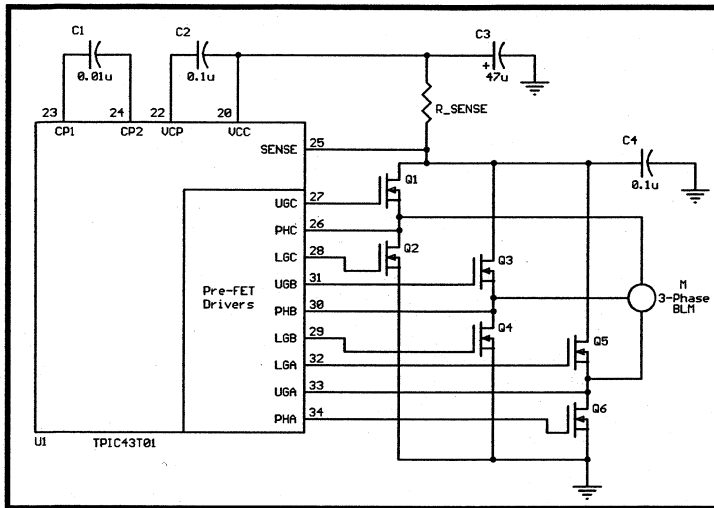 C1
0.01u
C2
0.1u
C3
+
47u
R_SENSE
23
24
22
20
CP1
CP2
VCP
VCC
SENSE
25
C4
0.1u
Q1
UGC
27
PHC
26
LGC
28
Q2
UGB
31
Q3
Pre-FET
Drivers
PHB
30
M
3-Phase
BLM
LGB
29
Q4
LGA
32
Q5
UGA
33
PHA
34
Q6
U1
TPIC43T01